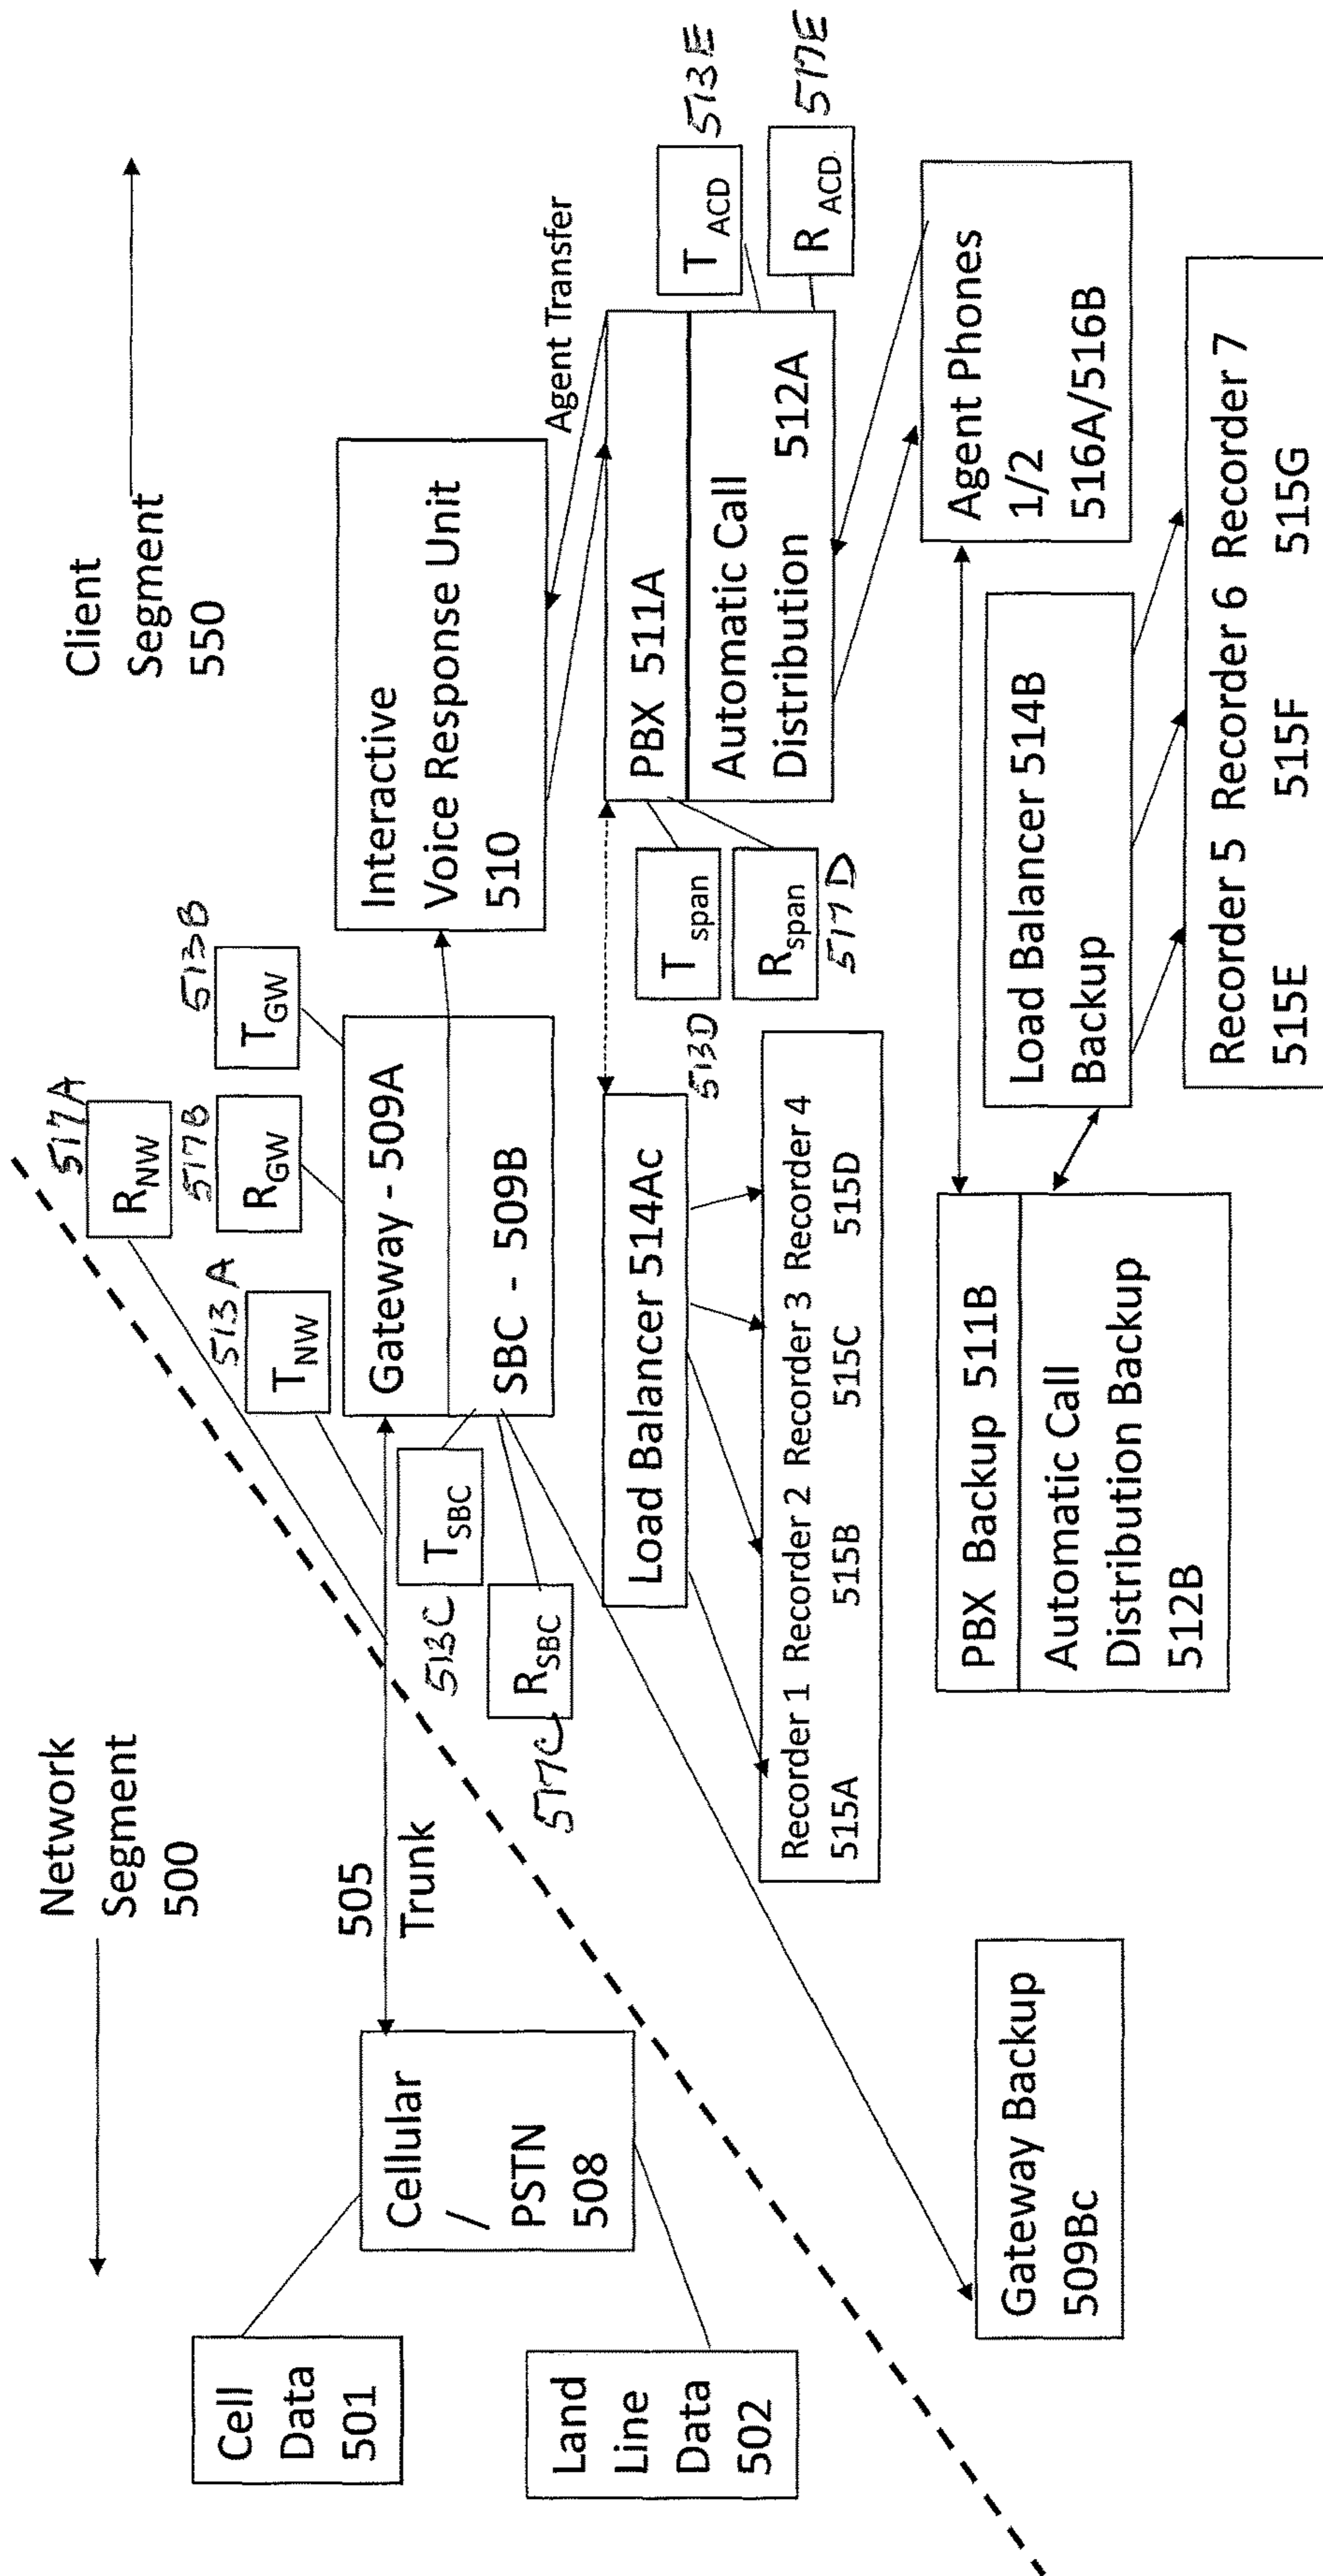 Network
Segment
500
Client
Segment
550
Cell
Data
501
Land
Line
Data
502
Cellular
/
PSTN
508
505
Trunk
513A
T NW
517A
R NW
517B
R GW
513B
T GW
Gateway - 509A
SBC - 509B
513C
T SBC
517C
R SBC
Interactive
Voice Response Unit
510
Agent Transfer
PBX 511A
Automatic Call
Distribution 512A
T ACD
513E
R ACD
517E
513D
T span
R span
517D
Load Balancer 514Ac
Recorder 1 Recorder 2 Recorder 3 Recorder 4
515A 515B 515C 515D
Agent Phones
1/2
516A/516B
Gateway Backup
509Bc
PBX Backup 511B
Automatic Call
Distribution Backup
512B
Load Balancer 514B
Backup
Recorder 5 Recorder 6 Recorder 7
515E 515F 515G